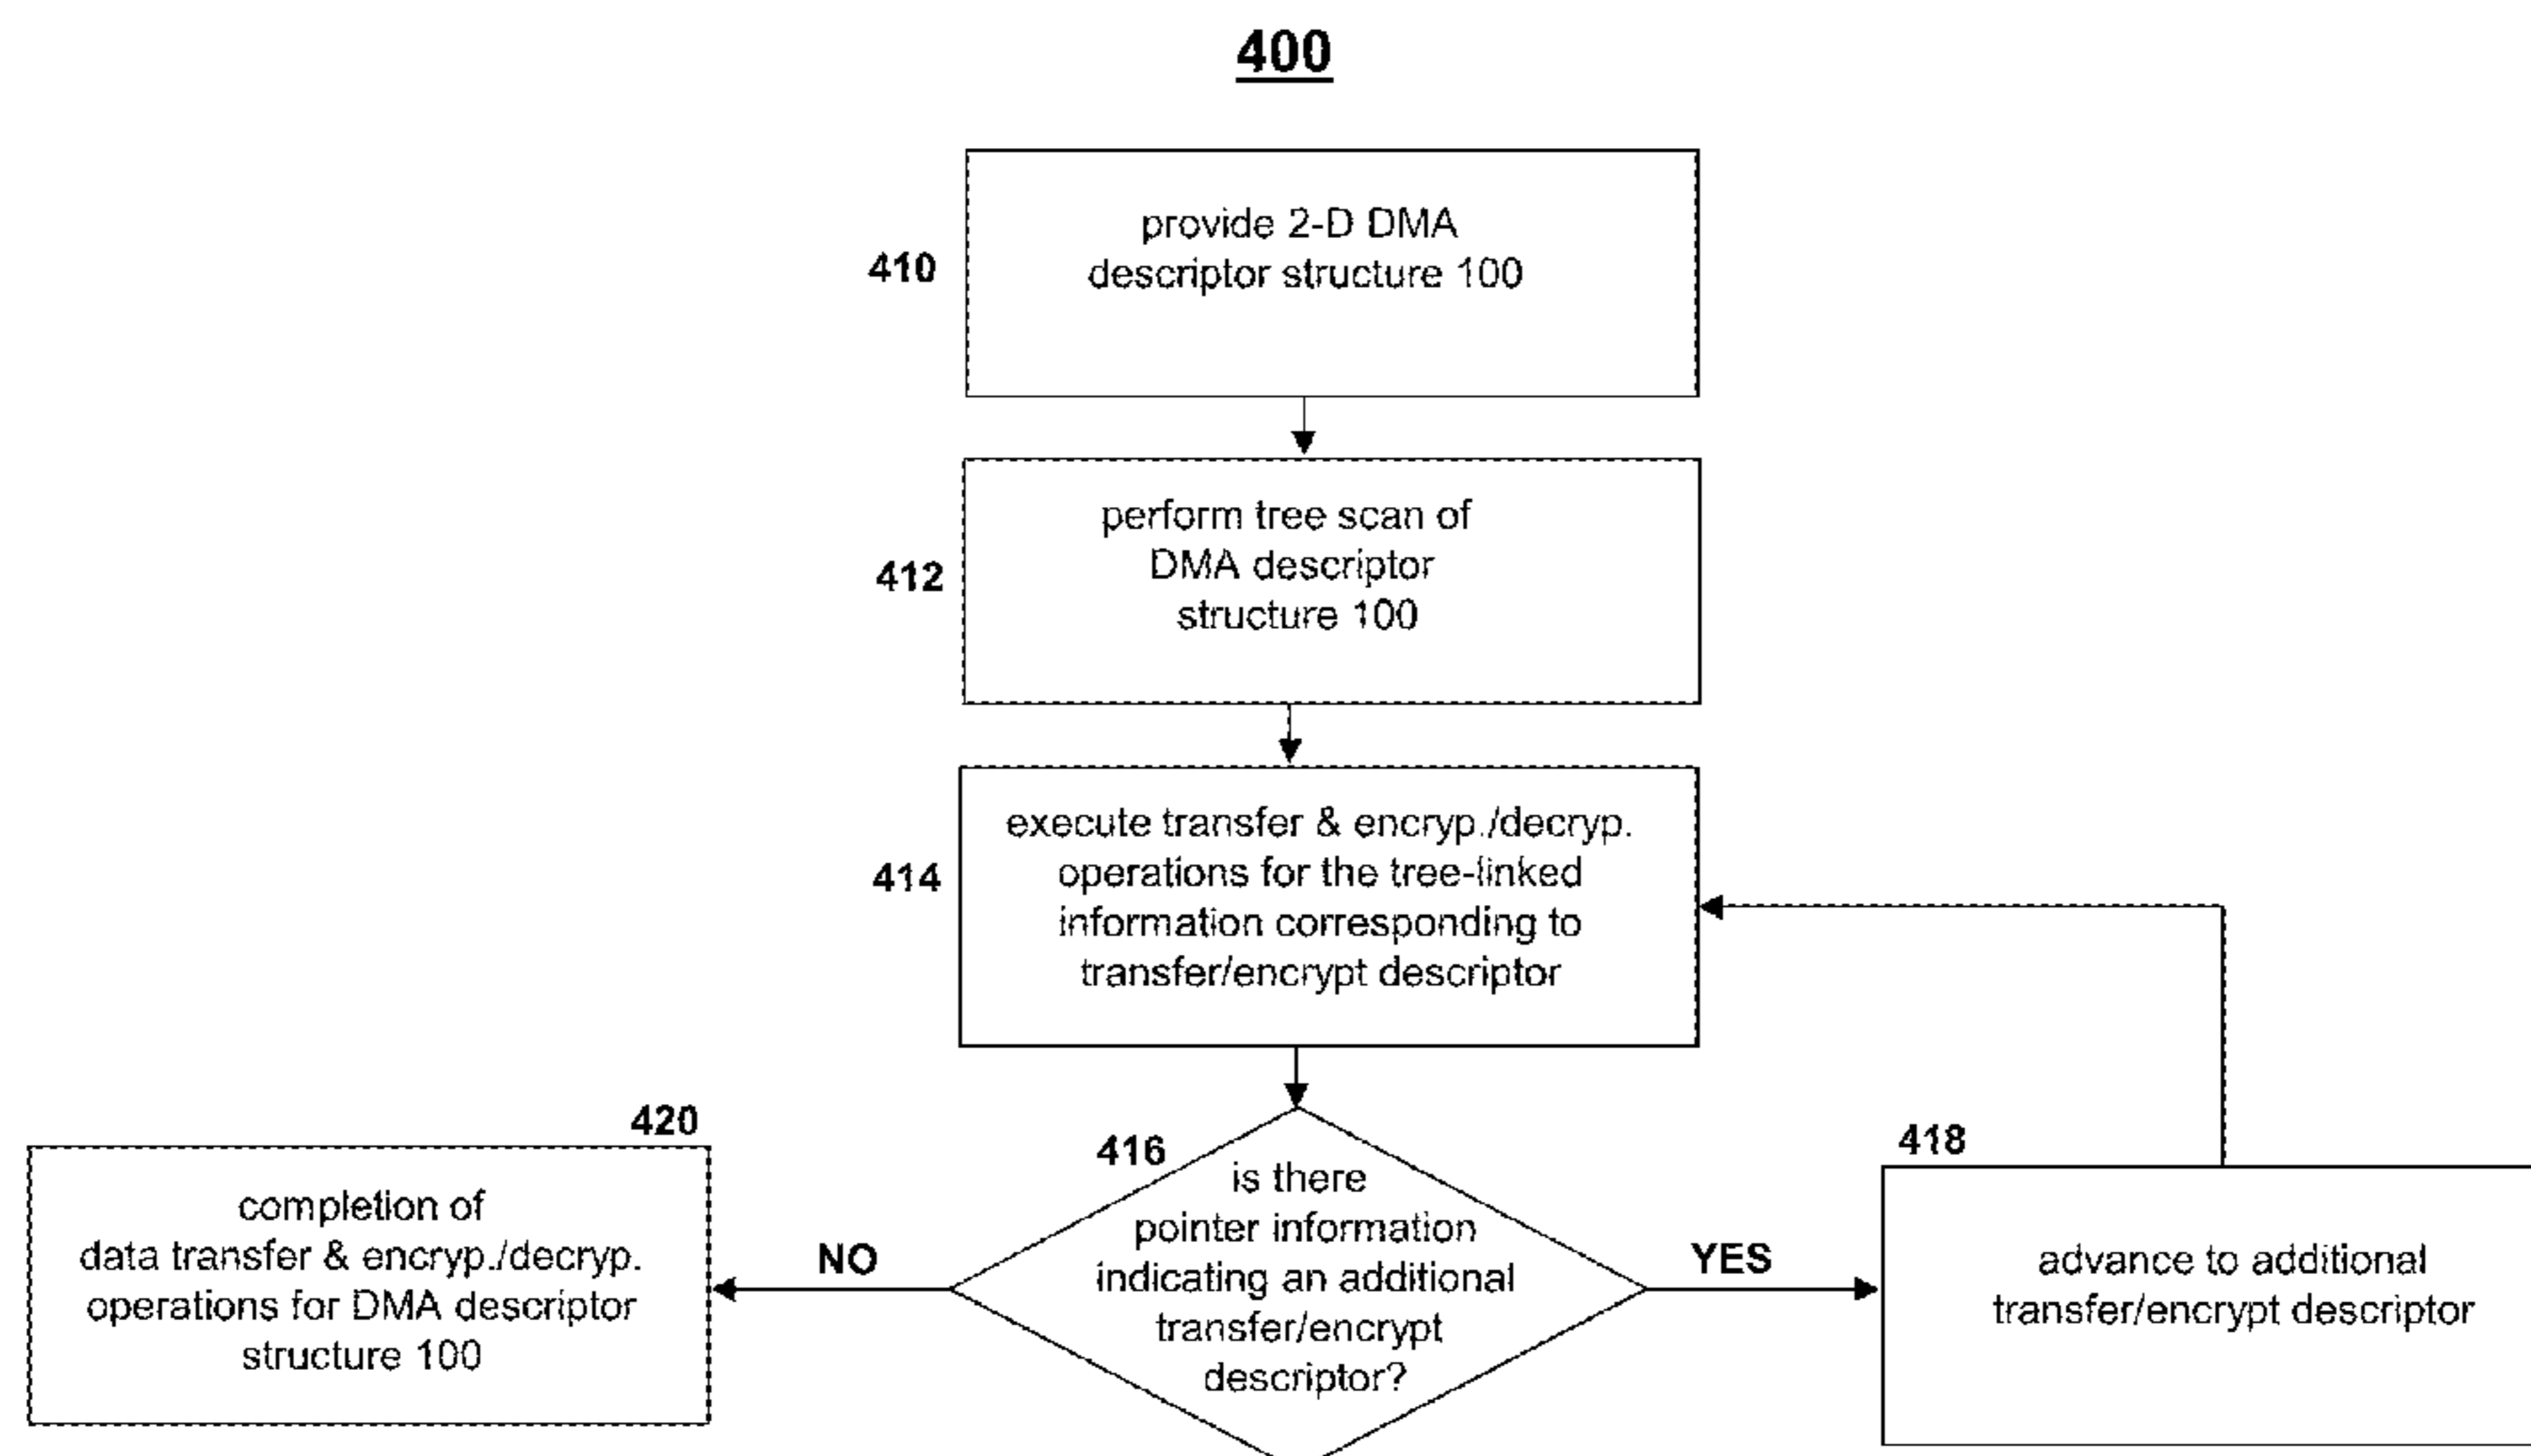 400
410
provide 2-D DMA
descriptor structure 100
412
perform tree scan of
DMA descriptor
structure 100
414
execute transfer & encryp./decryp.
operations for the tree-linked
information corresponding to
transfer/encrypt descriptor
416
is there
pointer information
indicating an additional
transfer/encrypt
descriptor?
NO
YES
420
completion of
data transfer & encryp./decryp.
operations for DMA descriptor
structure 100
418
advance to additional
transfer/encrypt descriptor